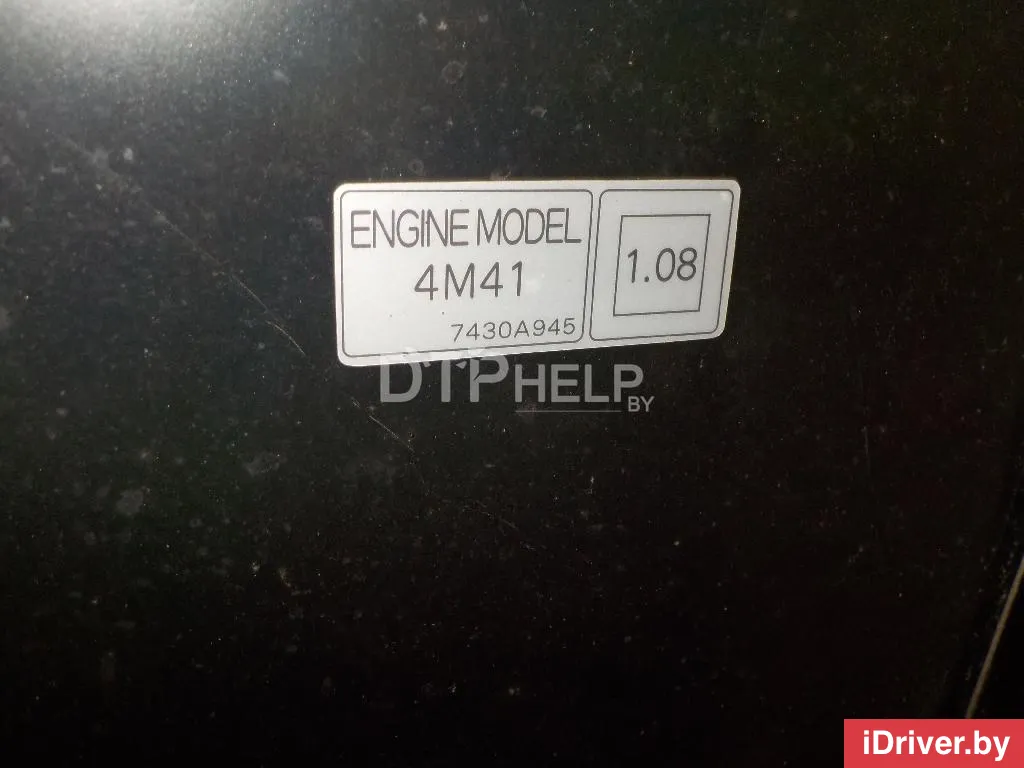 ENGINE MODEL
4M41
7430A945
1.08
DTPHELP
BY
iDriver.by